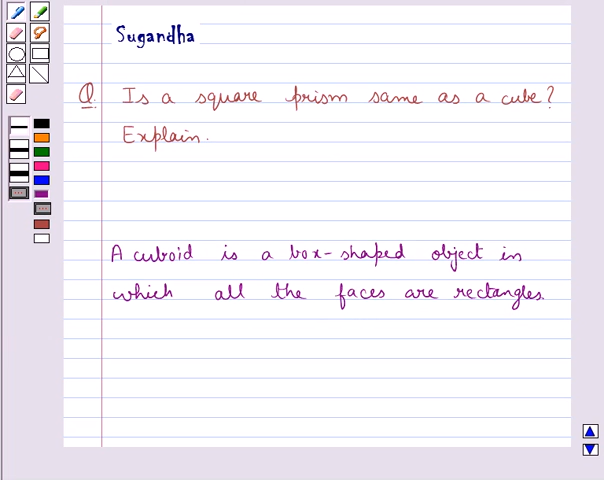 Sugandha
Q. Is a square prism same as a cube?
Explain.
A cuboid is a box-shaped object in
which all the faces are rectangles.